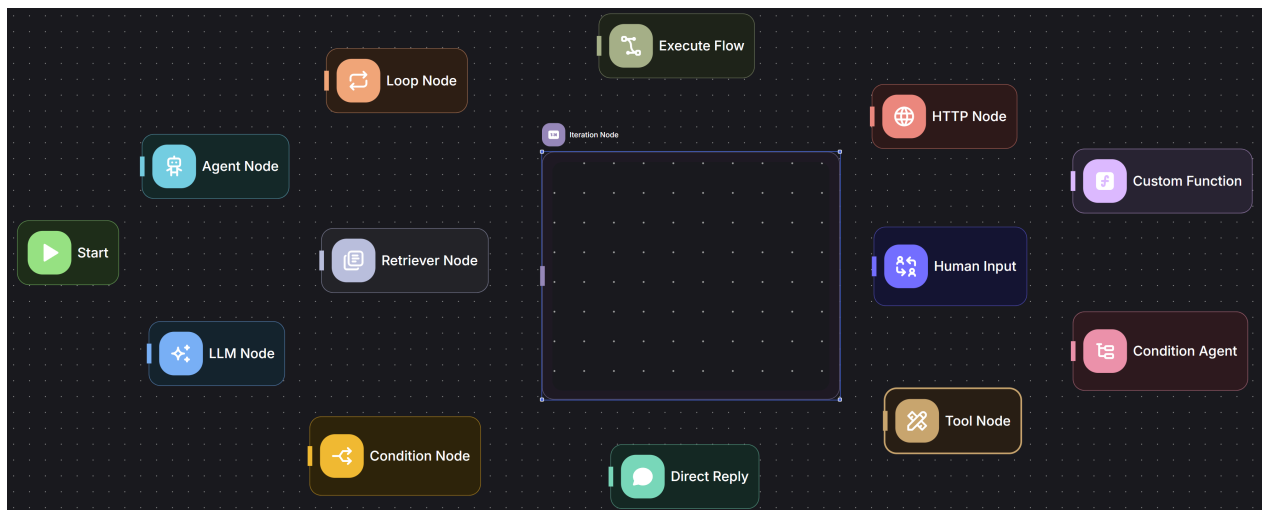 Execute Flow
Loop Node
HTTP Node
Iteration Node
Agent Node
Custom Function
Start
Retriever Node
Human Input
LLM Node
Condition Agent
Tool Node
Condition Node
Direct Reply